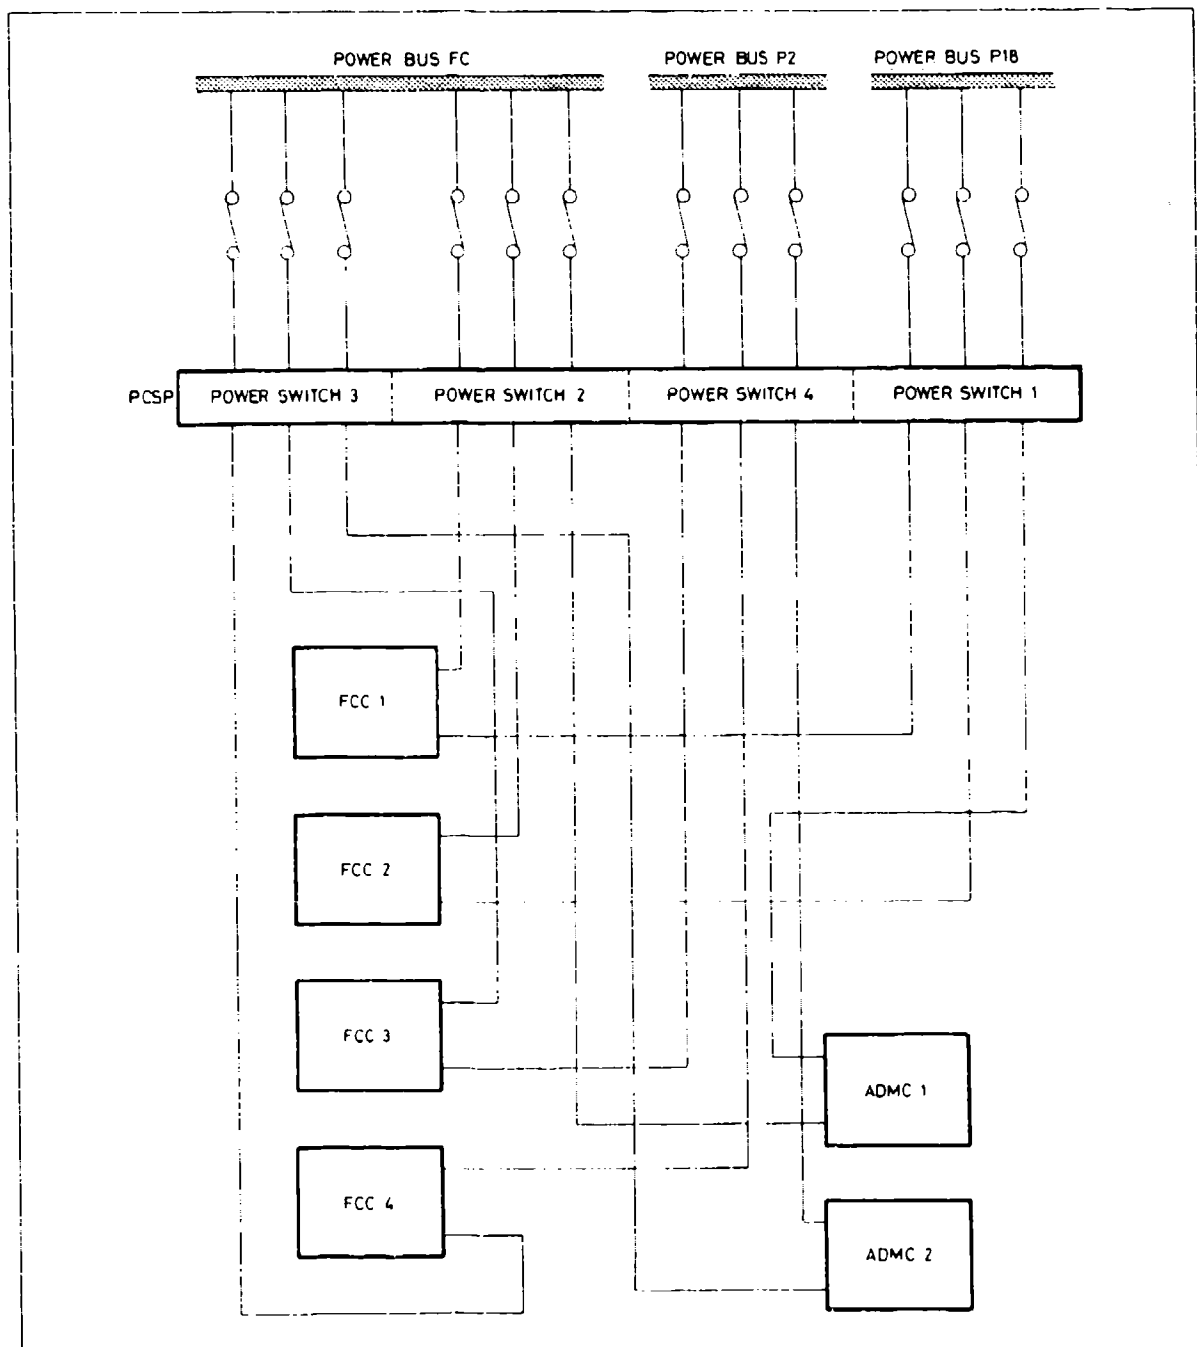 POWER BUS FC
POWER BUS P2
POWER BUS P1B
PCSP
POWER SWITCH 3
POWER SWITCH 2
POWER SWITCH 4
POWER SWITCH 1
FCC 1
FCC 2
FCC 3
ADMC 1
FCC 4
ADMC 2